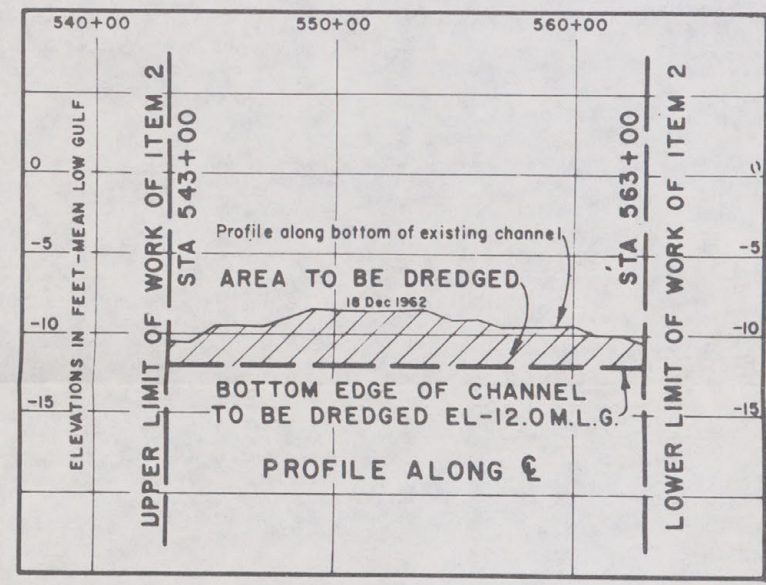 540+00
550+00
560+00
ELEVATIONS IN FEET-MEAN LOW GULF
0
-5
-10
-15
UPPER LIMIT OF WORK OF ITEM 2
STA 543+00
Profile along bottom of existing channel
AREA TO BE DREDGED
18 Dec 1962
BOTTOM EDGE OF CHANNEL
TO BE DREDGED EL-12.0 M.L.G.
PROFILE ALONG ℄
STA 563+00
LOWER LIMIT OF WORK OF ITEM 2
0
-5
-10
-15